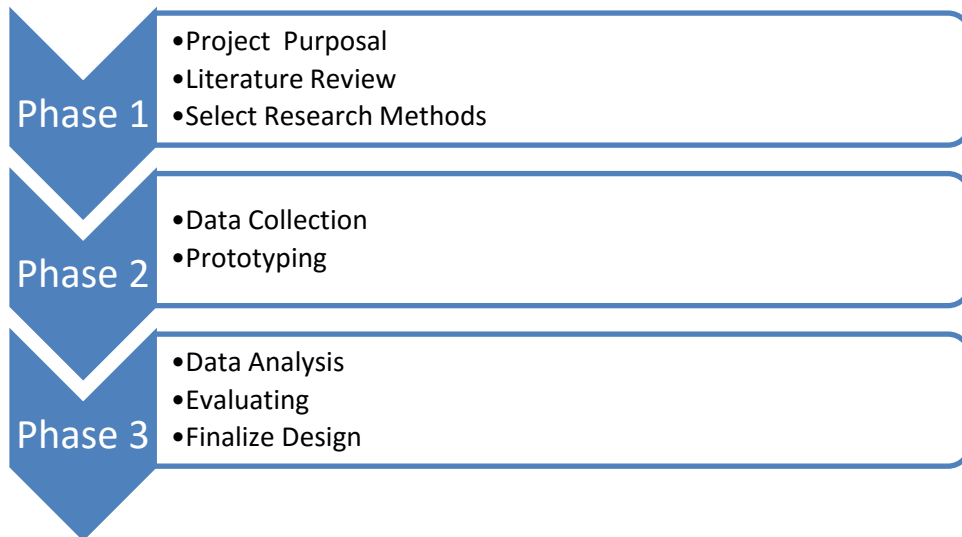 Phase 1
•Project  Purposal
•Literature Review
•Select Research Methods
Phase 2
•Data Collection
•Prototyping
Phase 3
•Data Analysis
•Evaluating
•Finalize Design